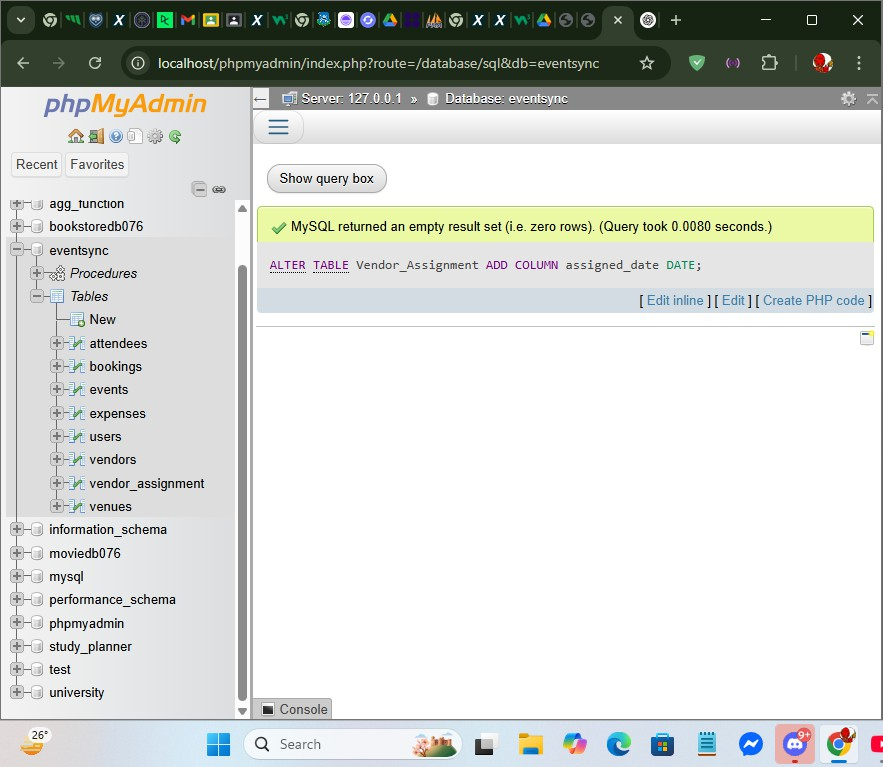 localhost/phpmyadmin/index.php?route=/database/sql&db=eventsync
phpMyAdmin
Recent
Favorites
agg_function
bookstoredb076
eventsync
Procedures
Tables
New
attendees
bookings
events
expenses
users
vendors
vendor_assignment
venues
information_schema
moviedb076
mysql
performance_schema
phpmyadmin
study_planner
test
university
Server: 127.0.0.1 » Database: eventsync
Show query box
MySQL returned an empty result set (i.e. zero rows). (Query took 0.0080 seconds.)
ALTER TABLE Vendor_Assignment ADD COLUMN assigned_date DATE;
[ Edit inline ] [ Edit ] [ Create PHP code ]
Console
26°
Search
9+